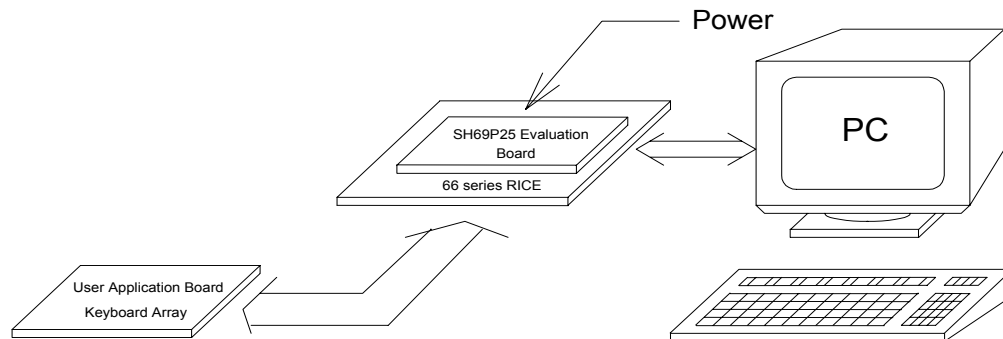 Power
SH69P25 Evaluation
Board
66 series RICE
PC
User Application Board
Keyboard Array